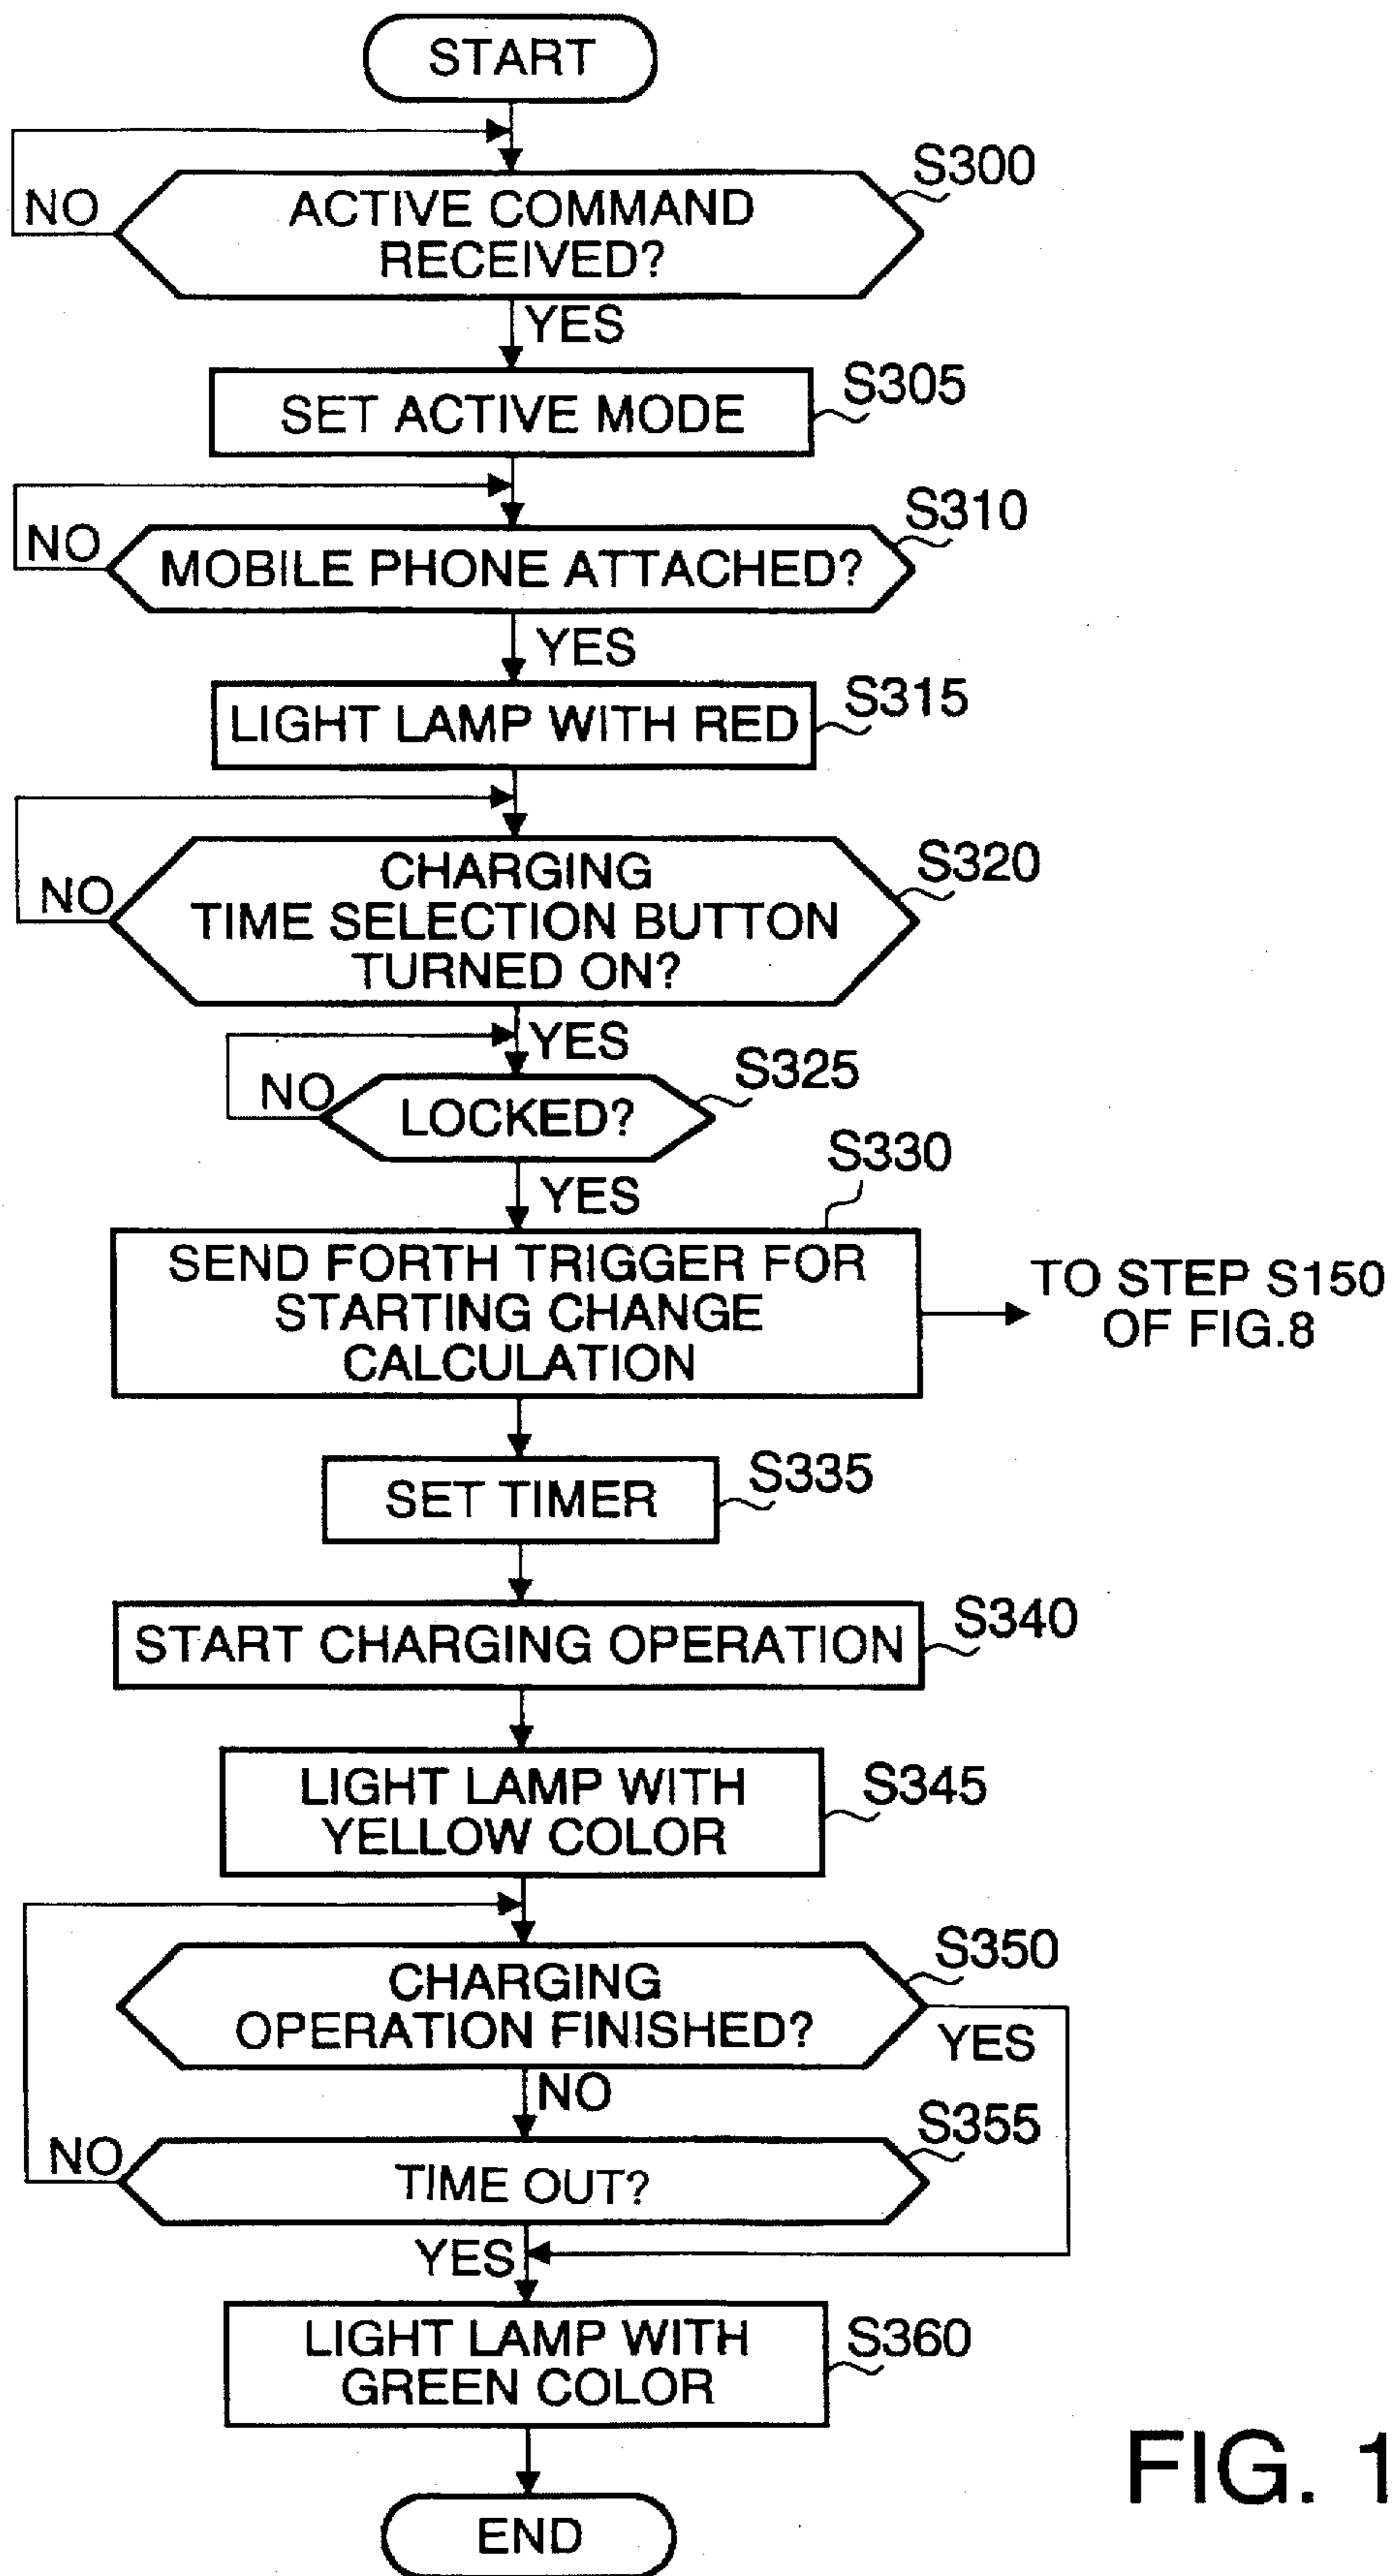 START
S300
NO
ACTIVE COMMAND
RECEIVED?
YES
S305
SET ACTIVE MODE
S310
NO
MOBILE PHONE ATTACHED?
YES
S315
LIGHT LAMP WITH RED
S320
NO
CHARGING
TIME SELECTION BUTTON
TURNED ON?
YES
S325
NO
LOCKED?
S330
YES
SEND FORTH TRIGGER FOR
STARTING CHANGE
CALCULATION
TO STEP S150
OF FIG.8
S335
SET TIMER
S340
START CHARGING OPERATION
S345
LIGHT LAMP WITH
YELLOW COLOR
S350
CHARGING
OPERATION FINISHED?
YES
NO
S355
NO
TIME OUT?
YES
S360
LIGHT LAMP WITH
GREEN COLOR
FIG. 1
END